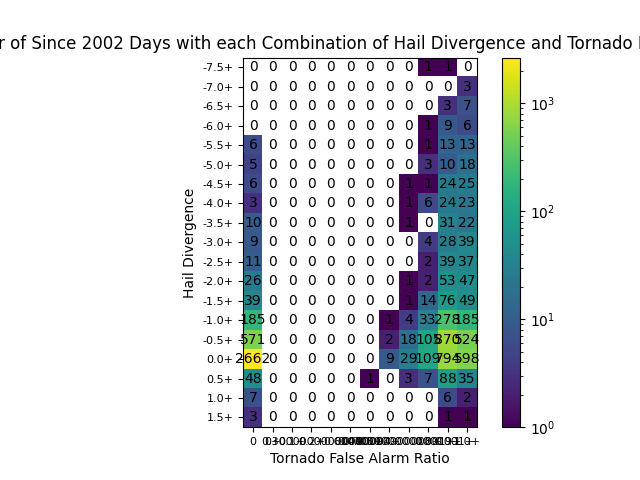 r of Since 2002 Days with each Combination of Hail Divergence and Tornado
-7.5+ 0 0 0 0 0 0 0 0 0 1 1 0
-7.0+ 0 0 0 0 0 0 0 0 0 0 0 3
-6.5+ 0 0 0 0 0 0 0 0 0 0 3 7
-6.0+ 0 0 0 0 0 0 0 0 0 1 9 6
-5.5+ 6 0 0 0 0 0 0 0 0 1 13 13
-5.0+ 5 0 0 0 0 0 0 0 0 3 10 18
-4.5+ 6 0 0 0 0 0 0 0 1 1 24 25
-4.0+ 3 0 0 0 0 0 0 0 1 6 24 23
-3.5+ 10 0 0 0 0 0 0 0 1 0 31 22
-3.0+ 9 0 0 0 0 0 0 0 0 4 28 39
-2.5+ 11 0 0 0 0 0 0 0 0 2 39 37
-2.0+ 26 0 0 0 0 0 0 0 1 2 53 47
-1.5+ 39 0 0 0 0 0 0 0 1 14 76 49
-1.0+ 185 0 0 0 0 0 0 1 4 33 278 185
-0.5+ 571 0 0 0 0 0 0 2 18 105 870 524
0.0+ 2662 0 0 0 0 0 0 9 29 109 794 598
0.5+ 48 0 0 0 0 0 1 0 3 7 88 35
1.0+ 7 0 0 0 0 0 0 0 0 0 6 2
1.5+ 3 0 0 0 0 0 0 0 0 0 1 1
Hail Divergence
Tornado False Alarm Ratio
10³
10²
10¹
10⁰